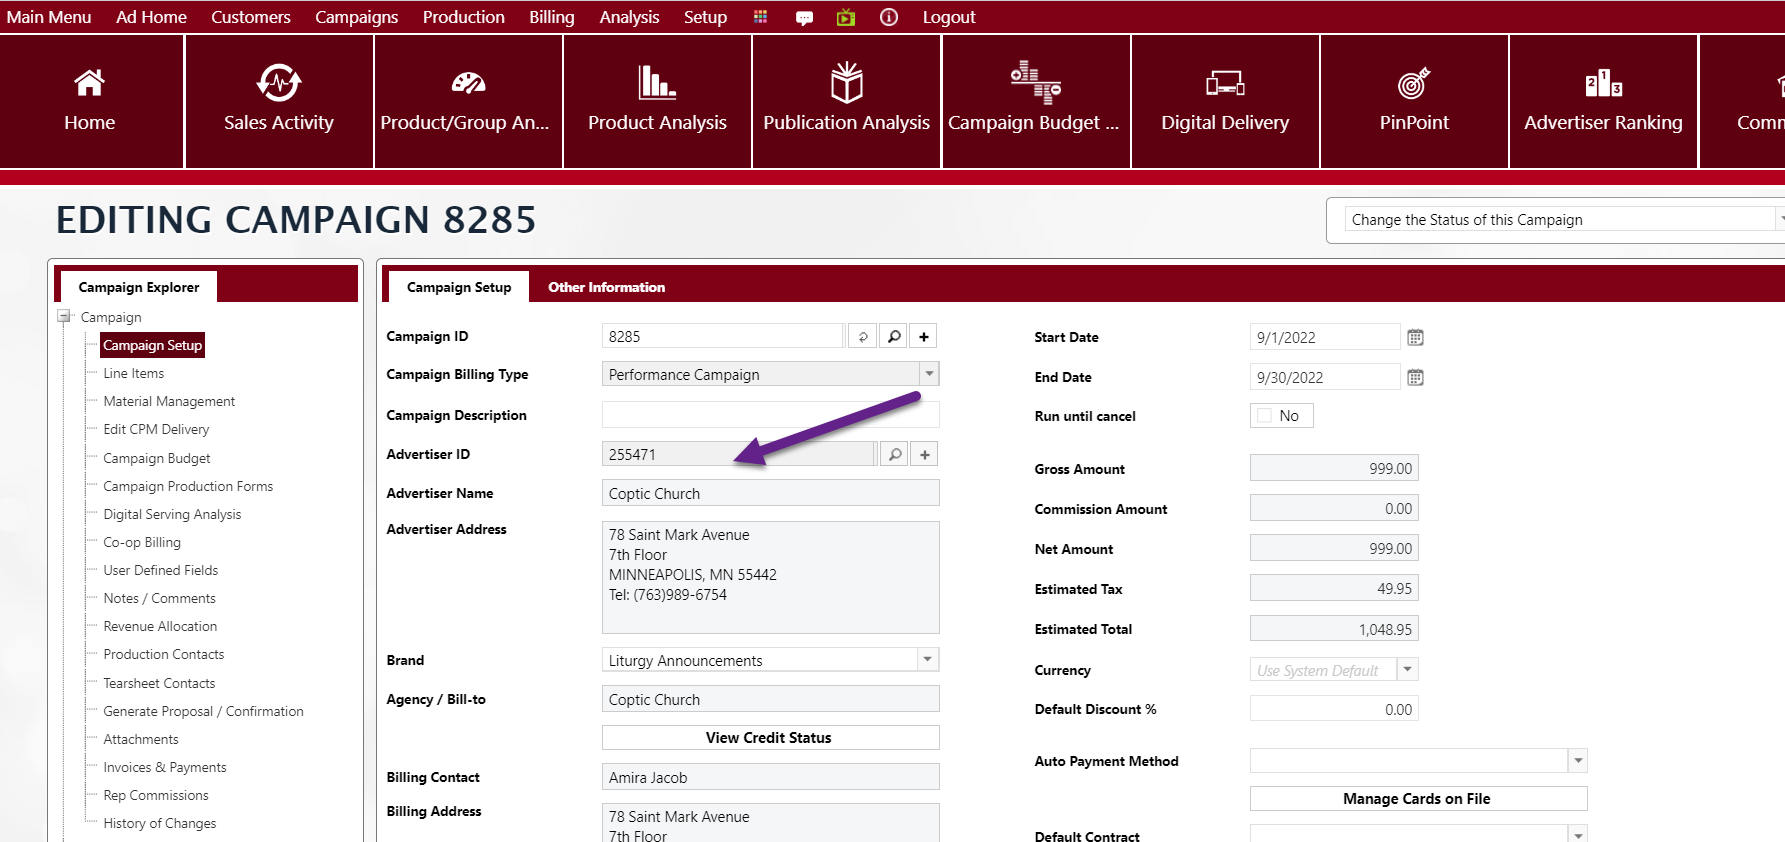 Main Menu Ad Home Customers Campaigns Production Billing Analysis Setup Logout
Home Sales Activity Product/Group An... Product Analysis Publication Analysis Campaign Budget ... Digital Delivery PinPoint Advertiser Ranking
EDITING CAMPAIGN 8285
Change the Status of this Campaign
Campaign Explorer
Campaign
Campaign Setup
Line Items
Material Management
Edit CPM Delivery
Campaign Budget
Campaign Production Forms
Digital Serving Analysis
Co-op Billing
User Defined Fields
Notes / Comments
Revenue Allocation
Production Contacts
Tearsheet Contacts
Generate Proposal / Confirmation
Attachments
Invoices & Payments
Rep Commissions
History of Changes
Campaign Setup Other Information
Campaign ID 8285
Campaign Billing Type Performance Campaign
Campaign Description
Advertiser ID 255471
Advertiser Name Coptic Church
Advertiser Address 78 Saint Mark Avenue
7th Floor
MINNEAPOLIS, MN 55442
Tel: (763)989-6754
Brand Liturgy Announcements
Agency / Bill-to Coptic Church
View Credit Status
Billing Contact Amira Jacob
Billing Address 78 Saint Mark Avenue
7th Floor
Start Date 9/1/2022
End Date 9/30/2022
Run until cancel No
Gross Amount 999.00
Commission Amount 0.00
Net Amount 999.00
Estimated Tax 49.95
Estimated Total 1,048.95
Currency Use System Default
Default Discount % 0.00
Auto Payment Method
Manage Cards on File
Default Contract